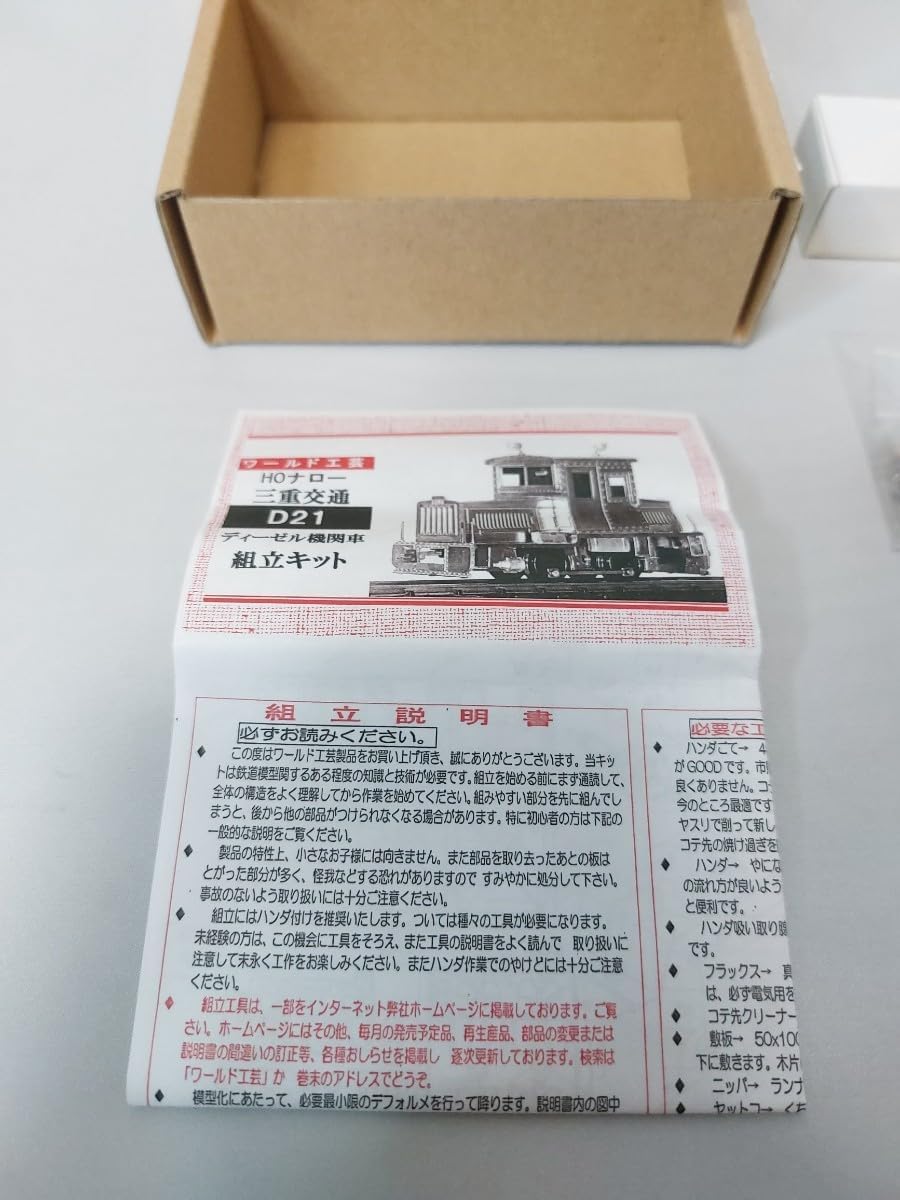 ワールド工芸
HOナロー
三重交通
D21
ディーゼル機関車
組立キット
組立説明書
必ずお読みください。
◆ この度はワールド工芸製品をお買い上げ頂き、誠にありがとうございます。当キッ
トは鉄道模型関するある程度の知識と技術が必要です。組立を始める前にまず通読して、
全体の構造をよく理解してから作業を始めてください。組みやすい部分を先に組んでし
まうと、後から他の部品がつけられなくなる場合があります。特に初心者の方は下記の
一般的な説明をご覧ください。
◆ 製品の特性上、小さなお子様には向きません。また部品を取り去ったあとの板は
とがった部分が多く、怪我などする恐れがありますので すみやかに処分して下さい。
事故のないよう取り扱いには十分ご注意ください。
◆ 組立にはハンダ付けを推奨いたします。ついては種々の工具が必要になります。
未経験の方は、この機会に工具をそろえ、また工具の説明書をよく読んで 取り扱いに
注意して末永く工作をお楽しみください。またハンダ作業でのやけどには十分ご注意
ください。
◆ 組立工具は、一部をインターネット弊社ホームページに掲載しております。ご覧
さい。ホームページにはその他、毎月の発売予定品、再生産品、部品の変更または
説明書の間違いの訂正等、各種おしらせを掲載し 逐次更新しております。検索は
「ワールド工芸」か 巻末のアドレスでどうぞ。
◆ 模型化にあたって、必要最小限のデフォルメを行って降ります。説明書内の図中
必要な工
◆ ハンダごて→ 4
がGOODです。市
良くありません。コ
今のところ最適です
ヤスリで削って新し
コテ先の焼け過ぎを
◆ ハンダ→ やにな
の流れ方が良いよう
と便利です。
◆ ハンダ吸い取り
です。
◆ フラックス→
は、必ず電気用を
◆ コテ先クリーナー
◆ 敷板→ 50x100
下に敷きます。木片
◆ ニッパ→ ランナ
◆ ヤットコ→ くち